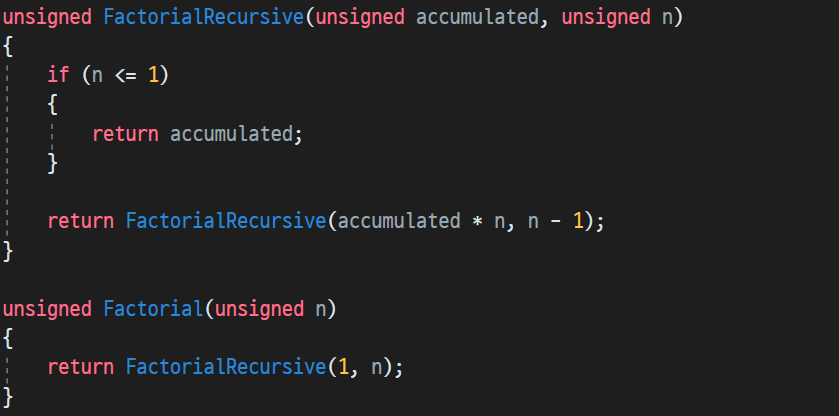 unsigned FactorialRecursive(unsigned accumulated, unsigned n)
{
    if (n <= 1)
    {
        return accumulated;
    }

    return FactorialRecursive(accumulated * n, n - 1);
}

unsigned Factorial(unsigned n)
{
    return FactorialRecursive(1, n);
}